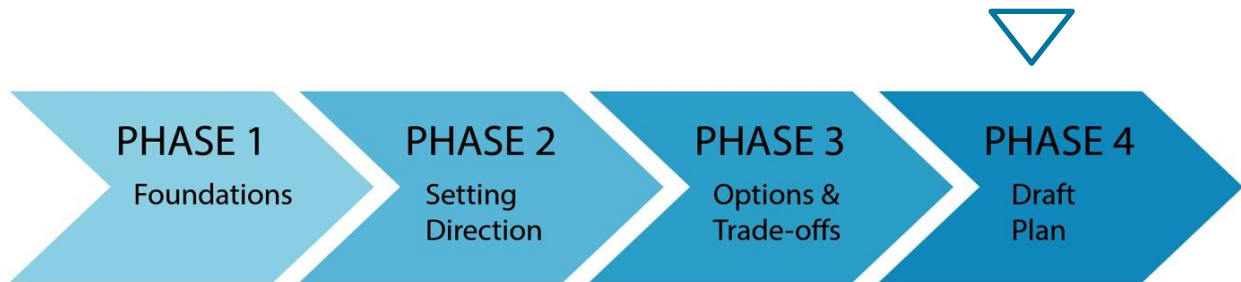 PHASE 1
Foundations
PHASE 2
Setting
Direction
PHASE 3
Options &
Trade-offs
PHASE 4
Draft
Plan